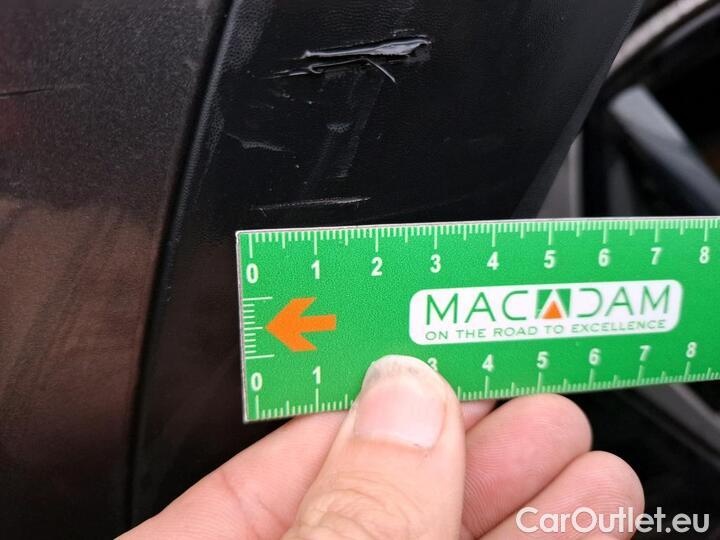 0 1 2 3 4 5 6 7 8
MACADAM
ON THE ROAD TO EXCELLENCE
0 1 3 4 5 6 7 8
CarOutlet.eu